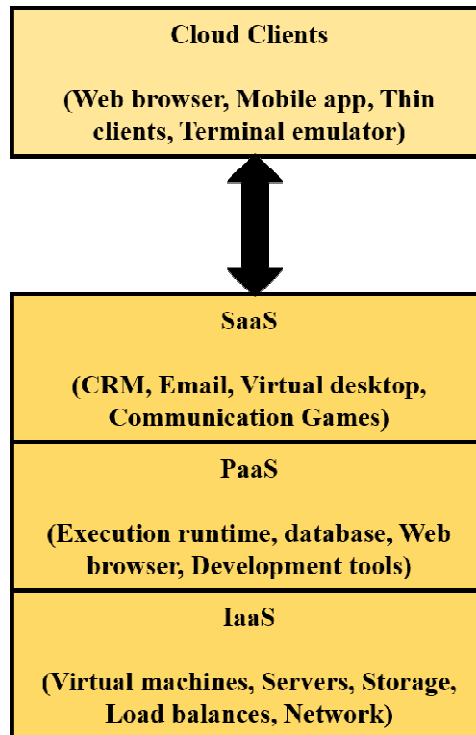 Cloud Clients
(Web browser, Mobile app, Thin
clients, Terminal emulator)
SaaS
(CRM, Email, Virtual desktop,
Communication Games)
PaaS
(Execution runtime, database, Web
browser, Development tools)
IaaS
(Virtual machines, Servers, Storage,
Load balances, Network)